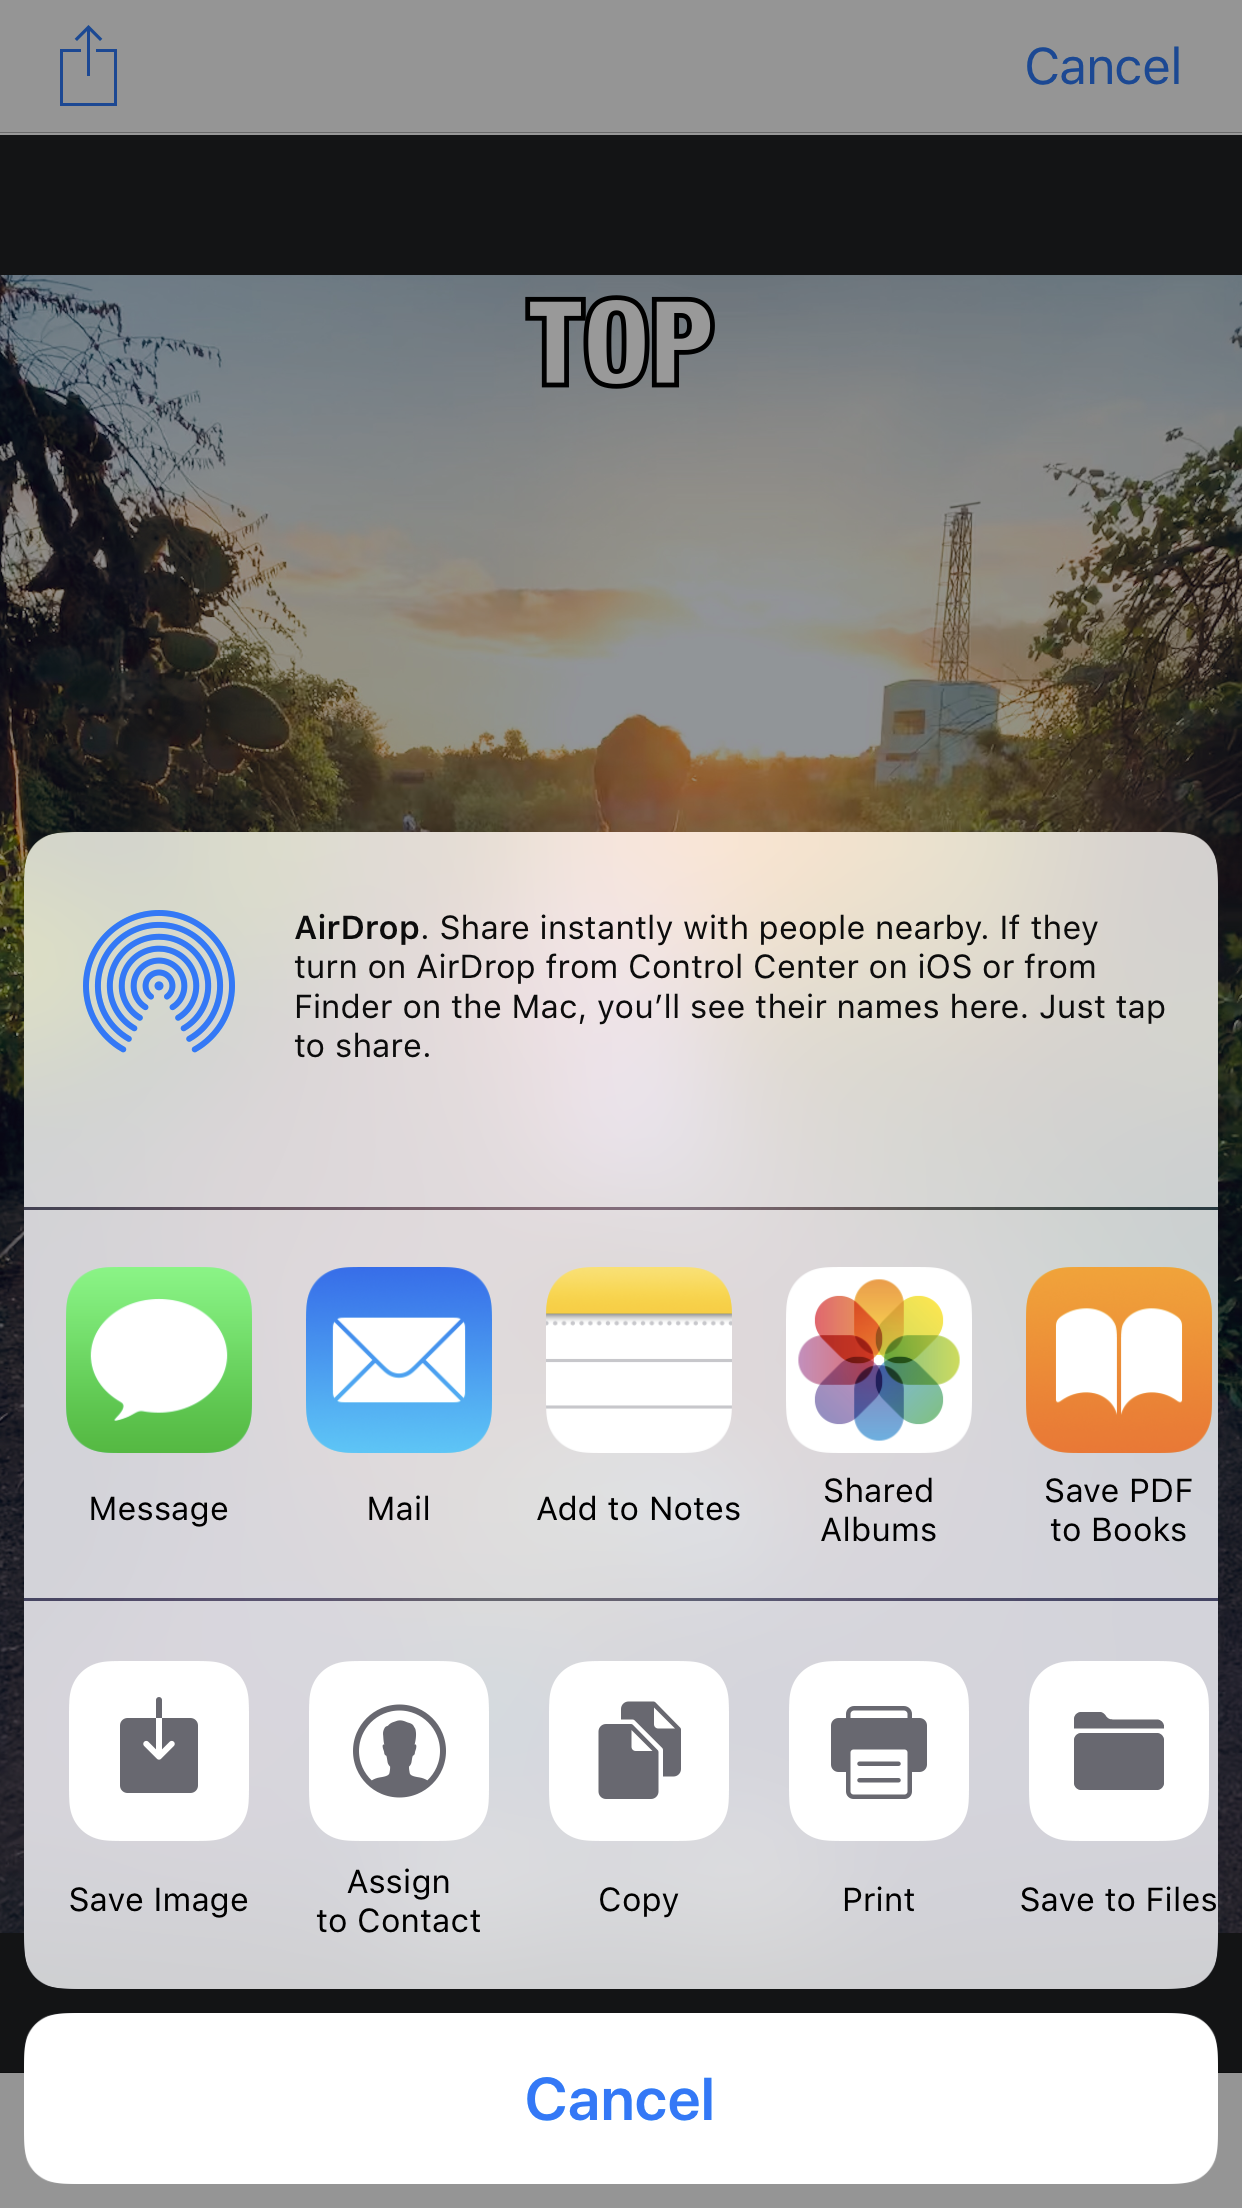 Cancel
TOP
AirDrop. Share instantly with people nearby. If they
turn on AirDrop from Control Center on iOS or from
Finder on the Mac, you’ll see their names here. Just tap
to share.
Message
Mail
Add to Notes
Shared
Albums
Save PDF
to Books
Save Image
Assign
to Contact
Copy
Print
Save to Files
Cancel